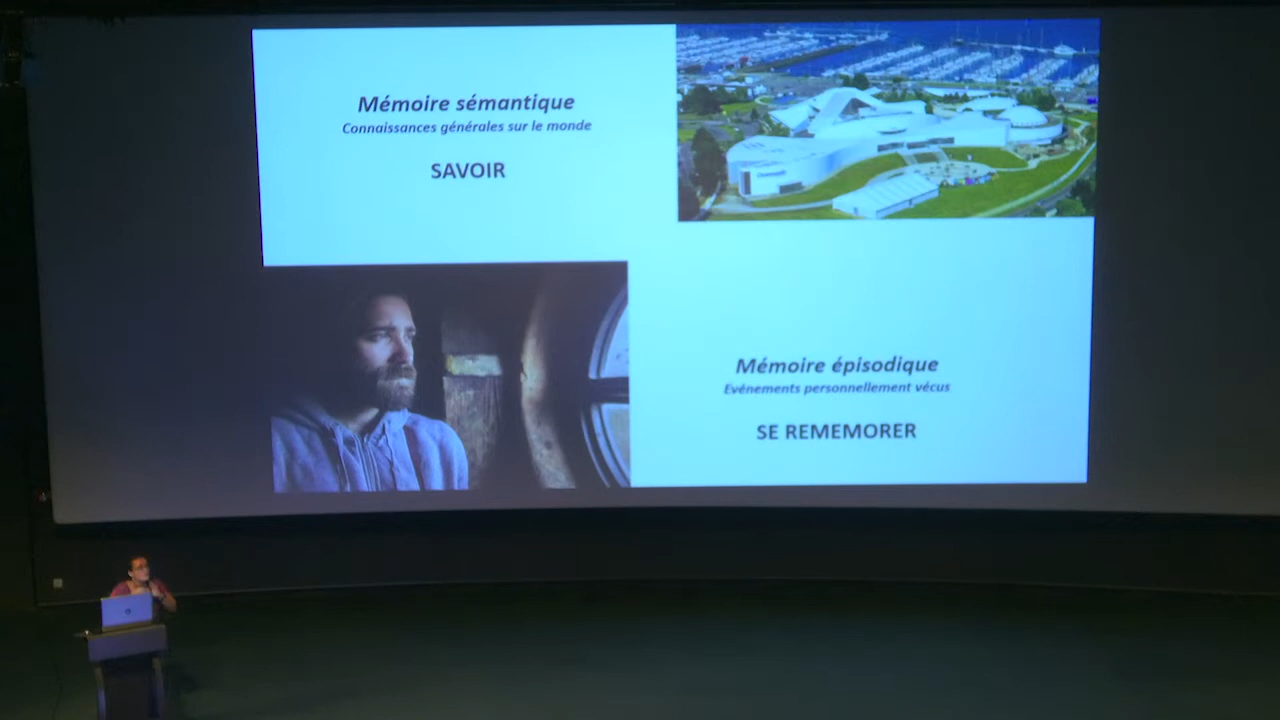 Mémoire sémantique
Connaissances générales sur le monde
SAVOIR
Mémoire épisodique
Evénements personnellement vécus
SE REMEMORER